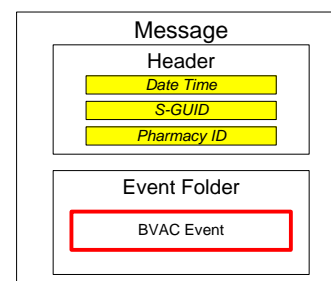 Message
Header
Date Time
S-GUID
Pharmacy ID
Event Folder
BVAC Event